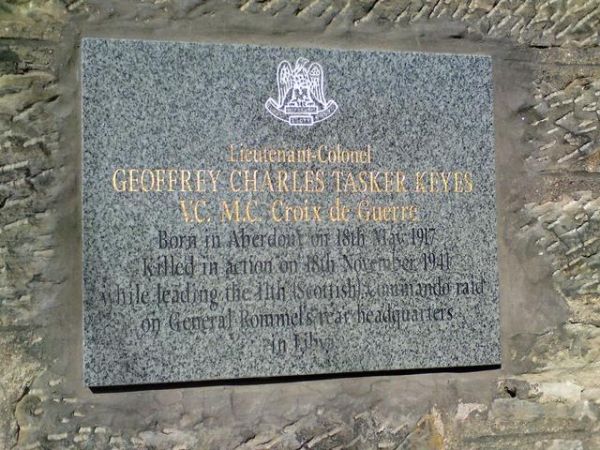 Lieutenant-Colonel
GEOFFREY CHARLES TASKER KEYES
V.C. M.C. Croix de Guerre
Born in Aberdour on 18th May 1917
Killed in action on 18th November 1941
while leading the 11th (Scottish) Commando raid
on General Rommel's rear headquarters
in Libya